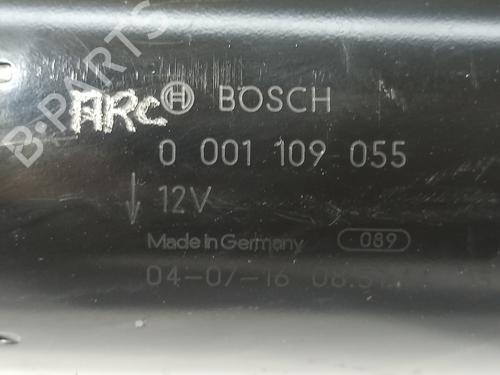 B-PARTS
ARC BOSCH
0 001 109 055
12V
Made in Germany 089
04-07-16